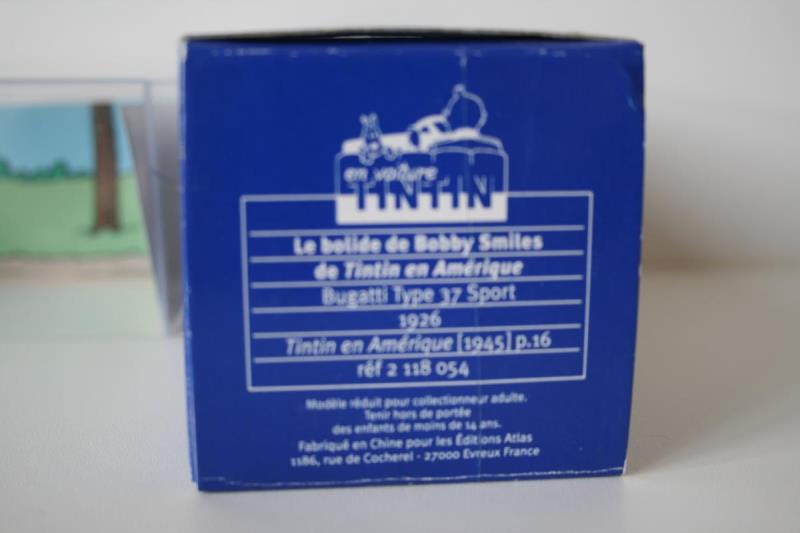 en voiture
TINTIN
Le bolide de Bobby Smiles
de Tintin en Amérique
Bugatti Type 37 Sport
1926
Tintin en Amérique [1945] p.16
réf 2 118 054
Modèle réduit pour collectionneur adulte.
Tenir hors de portée
des enfants de moins de 14 ans.
Fabriqué en Chine pour les Éditions Atlas
1186, rue de Cocherel - 27000 Evreux France